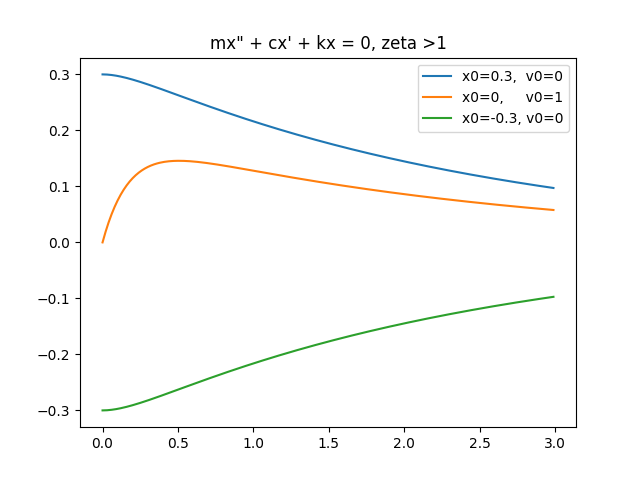 mx" + cx' + kx = 0, zeta >1
x0=0.3,  v0=0
x0=0,     v0=1
x0=-0.3, v0=0
0.3
0.2
0.1
0.0
−0.1
−0.2
−0.3
0.0 0.5 1.0 1.5 2.0 2.5 3.0